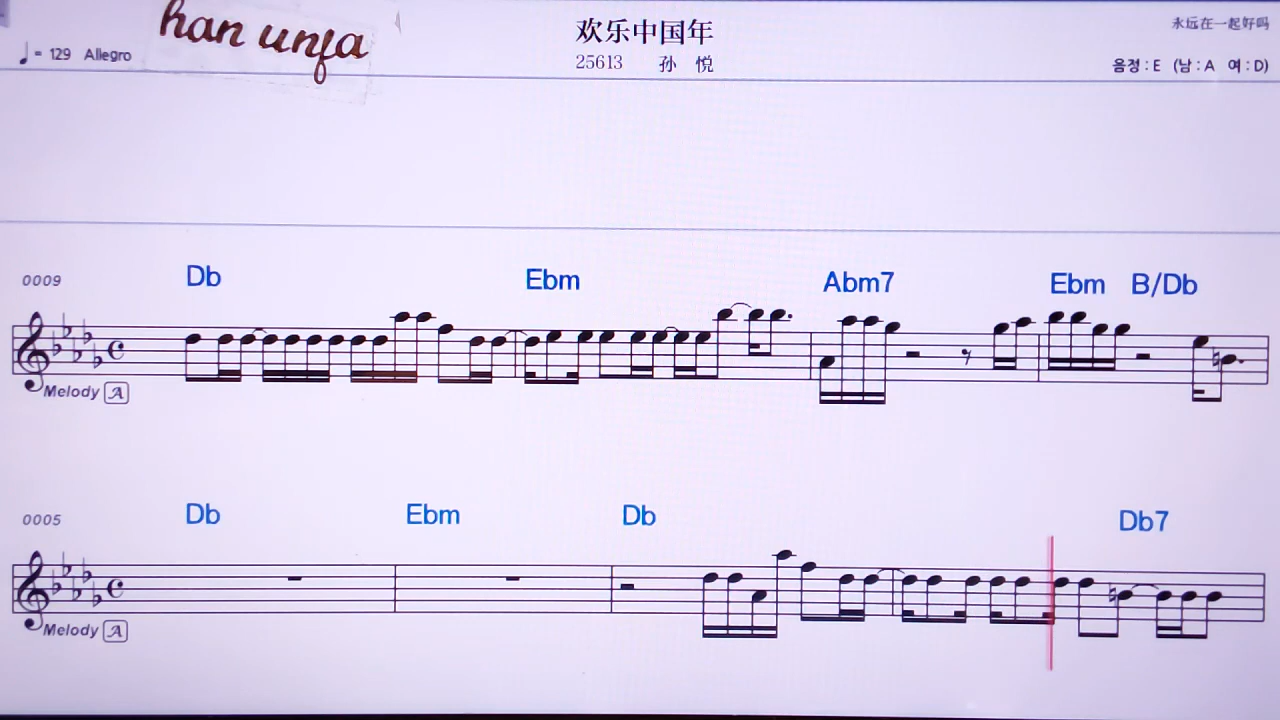 han unfa
欢乐中国年
永远在一起好吗
♩= 129 Allegro
25613 孙 悦
음정 : E (남 : A 여 : D)
0009 Db Ebm Abm7 Ebm B/Db
Melody A
0005 Db Ebm Db Db7
Melody A